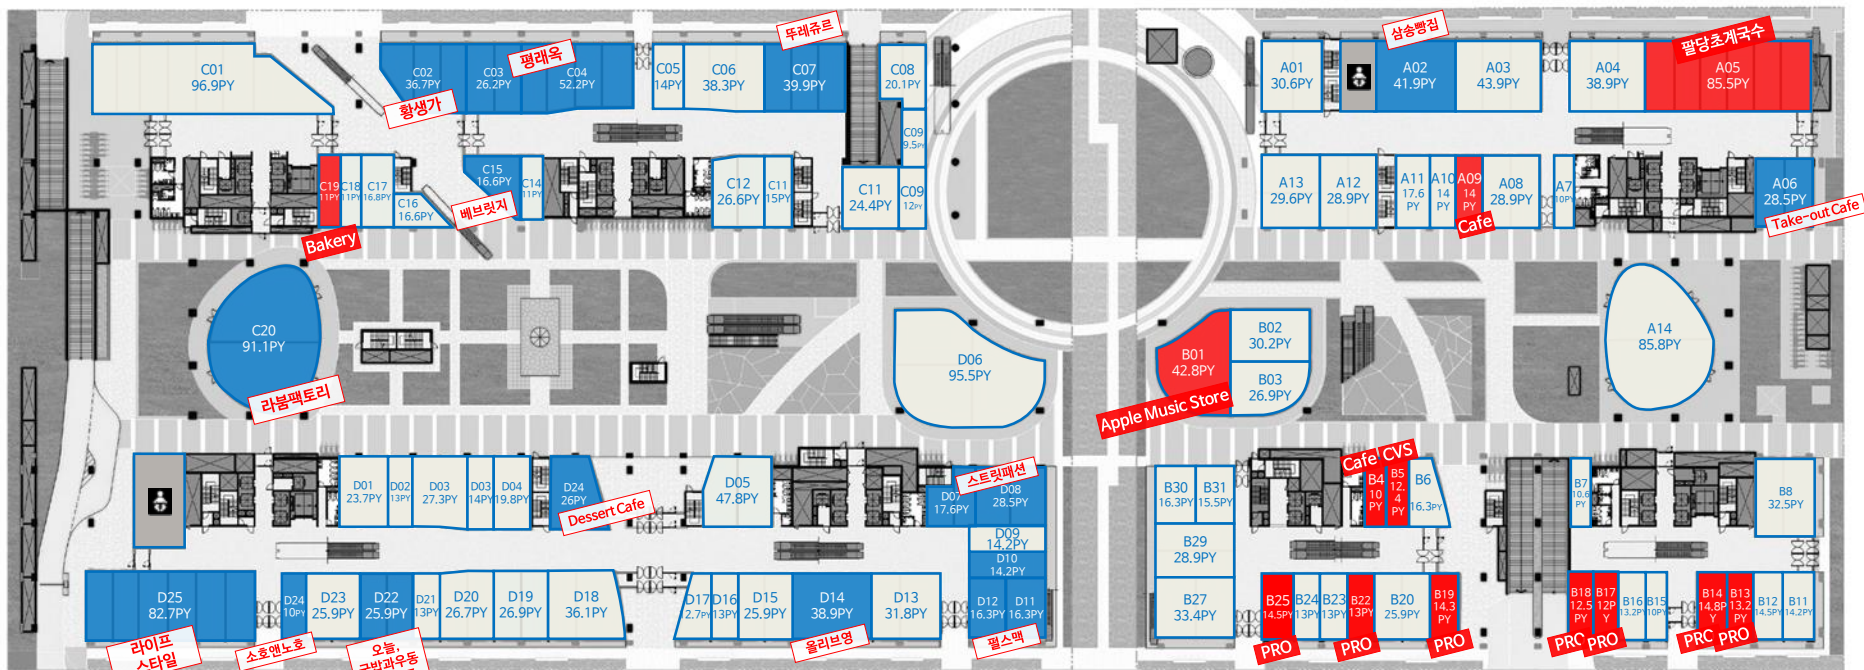 뚜레쥬르
삼송빵집
팔당초계국수
평래옥
황생가
C01
96.9PY
C02
36.7PY
C03
26.2PY
C04
52.2PY
C05
14PY
C06
38.3PY
C07
39.9PY
C08
20.1PY
C09
9.5PY
A01
30.6PY
A02
41.9PY
A03
43.9PY
A04
38.9PY
A05
85.5PY
C19
11PY
C18
11PY
C17
16.8PY
C16
16.6PY
C15
16.6PY
C14
11PY
C12
26.6PY
C11
15PY
C11
24.4PY
C09
12PY
A13
29.6PY
A12
28.9PY
A11
17,6
PY
A10
14
PY
A09
14
PY
A08
28.9PY
A7
10PY
A06
28.5PY
베브릿지
Bakery
Cafe
Take-out Cafe
C20
91.1PY
라붐팩토리
D06
95.5PY
B01
42.8PY
B02
30.2PY
B03
26.9PY
Apple Music Store
A14
85.8PY
D01
23.7PY
D02
13PY
D03
27.3PY
D03
14PY
D04
19.8PY
D24
26PY
Dessert Cafe
D05
47.8PY
스트릿패션
D07
17.6PY
D08
28.5PY
D09
14.2PY
D10
14.2PY
D12
16.3PY
D11
16.3PY
펄스맥
B30
16.3PY
B31
15.5PY
B29
28.9PY
B27
33.4PY
Cafe
CVS
B4
10
PY
B5
12.
4
PY
B6
16.3PY
B7
10.6
PY
B8
32.5PY
D25
82.7PY
라이프
스타일
D24
10PY
소호앤노호
D23
25.9PY
D22
25.9PY
오늘,
국밥과우동
D21
13PY
D20
26.7PY
D19
26.9PY
D18
36.1PY
D17
2.7PY
D16
13PY
D15
25.9PY
D14
38.9PY
올리브영
D13
31.8PY
B25
14.5PY
B24
13PY
B23
13PY
B22
13PY
B20
25.9PY
B19
14,3
PY
B18
12.5
PY
B17
12P
Y
B16
13.2PY
B15
10PY
B14
14.8P
Y
B13
13.2
PY
B12
14.5PY
B11
14.2PY
PRO
PRO
PRO
PRO
PRO
PRO
PRO